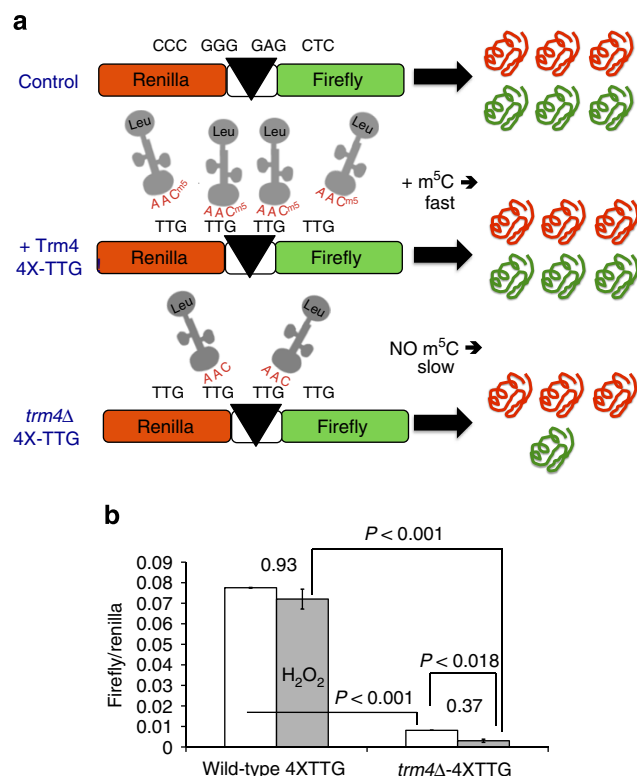 a
CCC GGG GAG CTC
Control
Renilla
Firefly
Leu
Leu
Leu
Leu
AACm5
AACm5
AACm5
AACm5
+ m⁵C ➔
fast
TTG TTG TTG TTG
+ Trm4
4X-TTG
Renilla
Firefly
Leu
Leu
AAC
AAC
NO m⁵C ➔
slow
TTG TTG TTG TTG
trm4Δ
4X-TTG
Renilla
Firefly
b
P < 0.001
0.93
P < 0.018
0.37
P < 0.001
H₂O₂
Firefly/renilla
0.09
0.08
0.07
0.06
0.05
0.04
0.03
0.02
0.01
0
Wild-type 4XTTG
trm4Δ-4XTTG